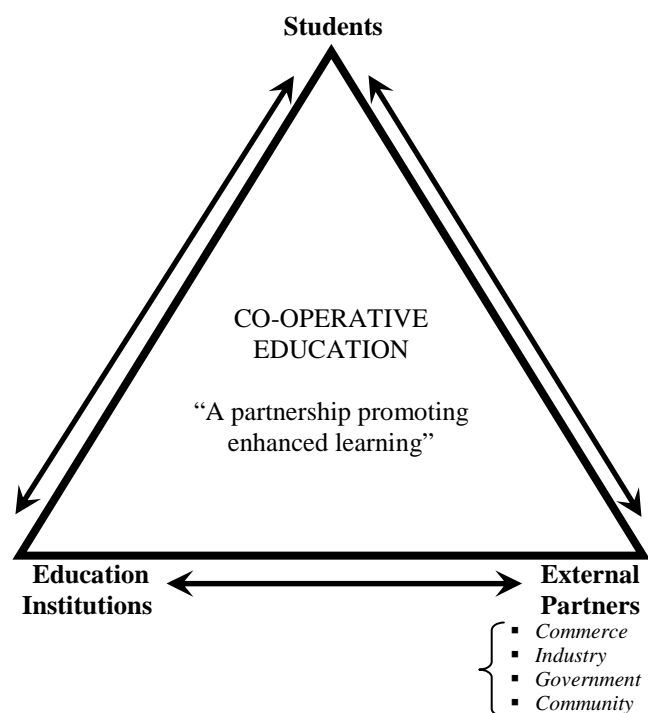 Students
CO-OPERATIVE
EDUCATION
“A partnership promoting
enhanced learning”
Education
Institutions
External
Partners
▪ Commerce
▪ Industry
▪ Government
▪ Community